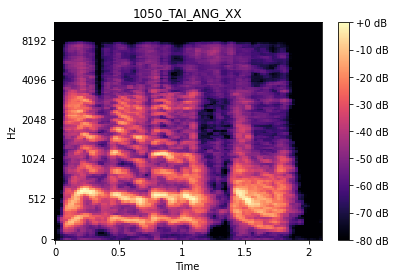 1050_TAI_ANG_XX
8192
4096
2048
1024
512
0
Hz
0
0.5
1
1.5
2
Time
+0 dB
-10 dB
-20 dB
-30 dB
-40 dB
-50 dB
-60 dB
-70 dB
-80 dB